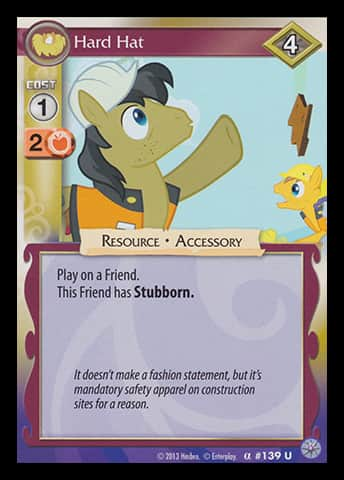 Hard Hat
4
COST
1
2
RESOURCE • ACCESSORY
Play on a Friend.
This Friend has Stubborn.
It doesn't make a fashion statement, but it's
mandatory safety apparel on construction
sites for a reason.
© 2013 Hasbro. © Enterplay. α #139 U